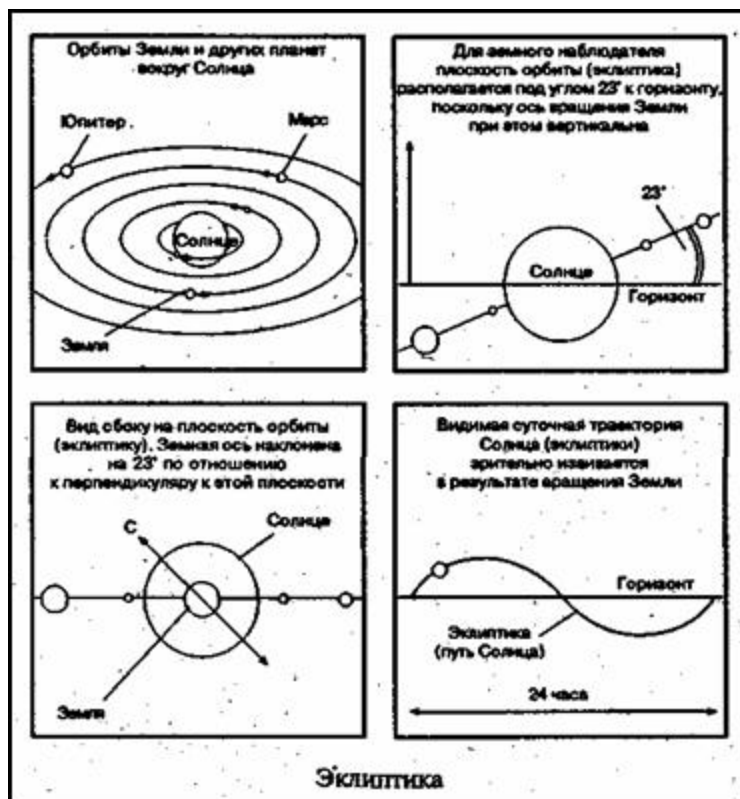 Орбиты Земли и других планет
вокруг Солнца
Юпитер
Марс
Солнце
Земля
Для земного наблюдателя
плоскость орбиты (эклиптика)
располагается под углом 23° к горизонту,
поскольку ось вращения Земли
при этом вертикальна
23°
Солнце
Горизонт
Вид сбоку на плоскость орбиты
(эклиптику). Земная ось наклонена
на 23° по отношению
к перпендикуляру к этой плоскости
С
Солнце
Земля
Видимая суточная траектория
Солнца (эклиптики)
зрительно извивается
в результате вращения Земли
Горизонт
Эклиптика
(путь Солнца)
24 часа
Эклиптика